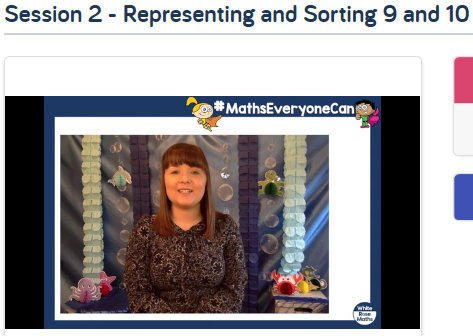 Session 2 - Representing and Sorting 9 and 10
#MathsEveryoneCan
White
Rose
Maths